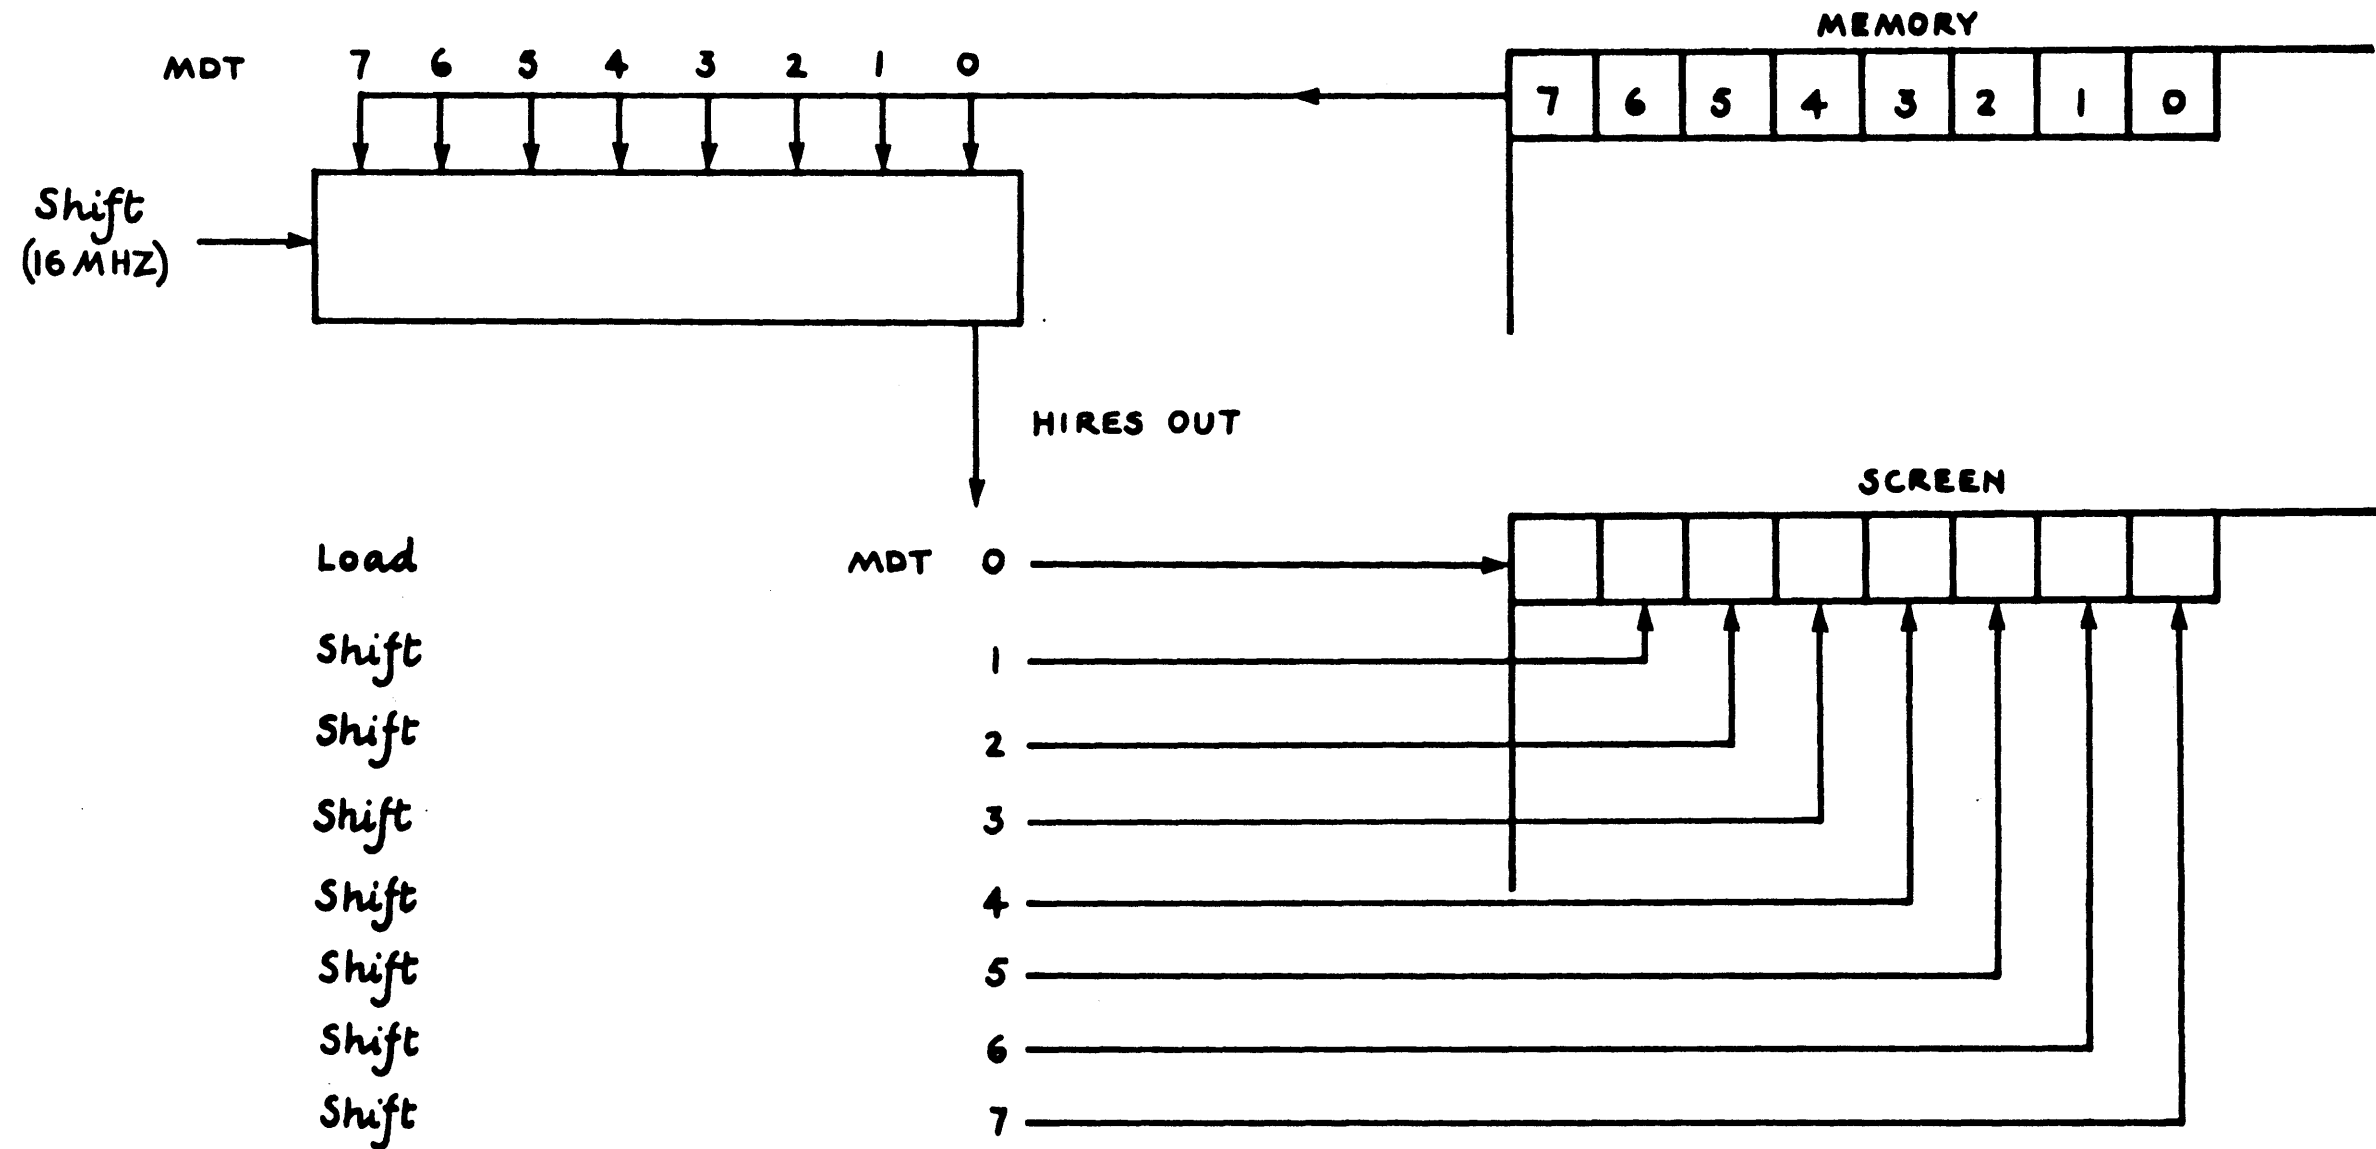 MEMORY
MDT 7 6 5 4 3 2 1 0
7 6 5 4 3 2 1 0
Shift
(16 MHZ)
HIRES OUT
SCREEN
Load MDT 0
Shift 1
Shift 2
Shift 3
Shift 4
Shift 5
Shift 6
Shift 7